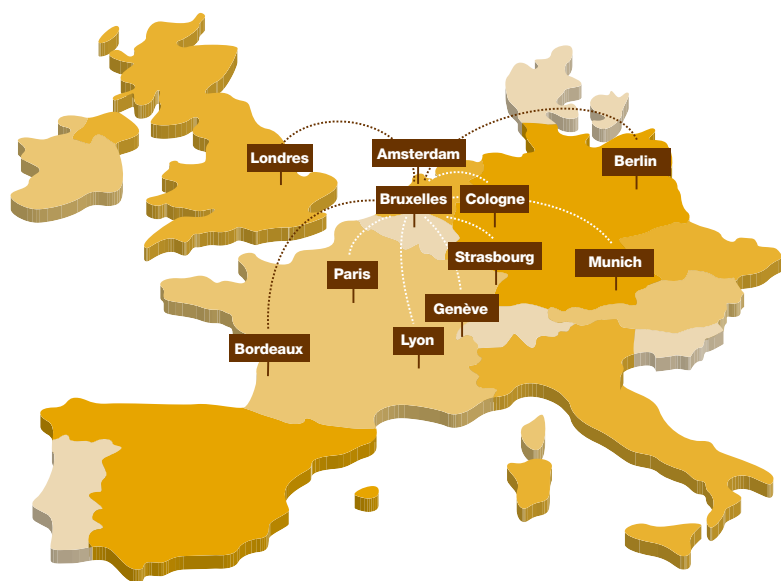 Londres
Amsterdam
Berlin
Bruxelles
Cologne
Strasbourg
Munich
Paris
Genève
Bordeaux
Lyon